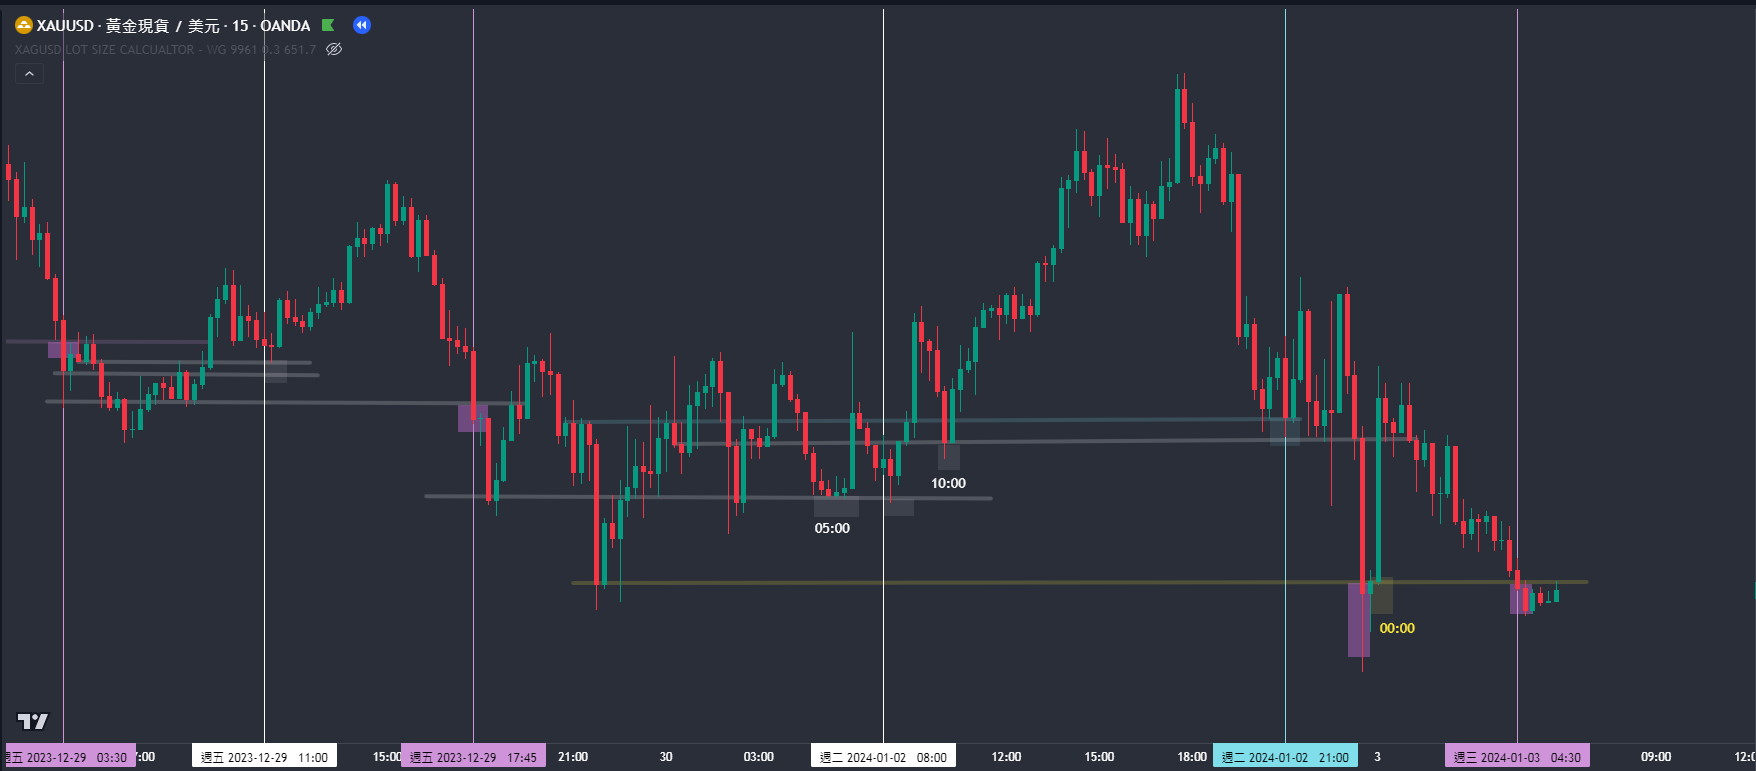 XAUUSD · 黃金現貨 / 美元 · 15 · OANDA
XAGUSD LOT SIZE CALCUALTOR - WG 9961 0.3 651.7
10:00
05:00
00:00
週五 2023-12-29 03:30 7:00 週五 2023-12-29 11:00 15:00 週五 2023-12-29 17:45 21:00 30 03:00 週二 2024-01-02 08:00 12:00 15:00 18:00 週二 2024-01-02 21:00 3 週三 2024-01-03 04:30 09:00 12:0